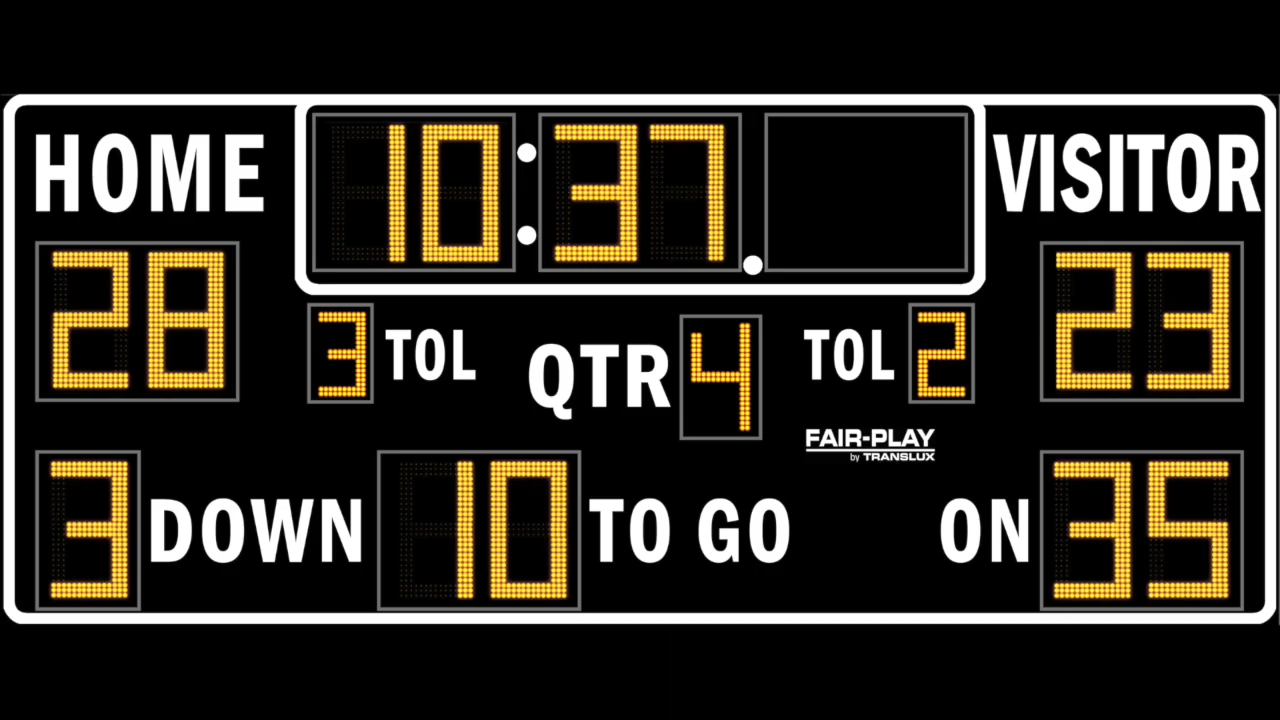 HOME 10:37. VISITOR
28 23
3 TOL QTR 4 TOL 2
FAIR-PLAY
by TRANSLUX
3 DOWN 10 TO GO ON 35